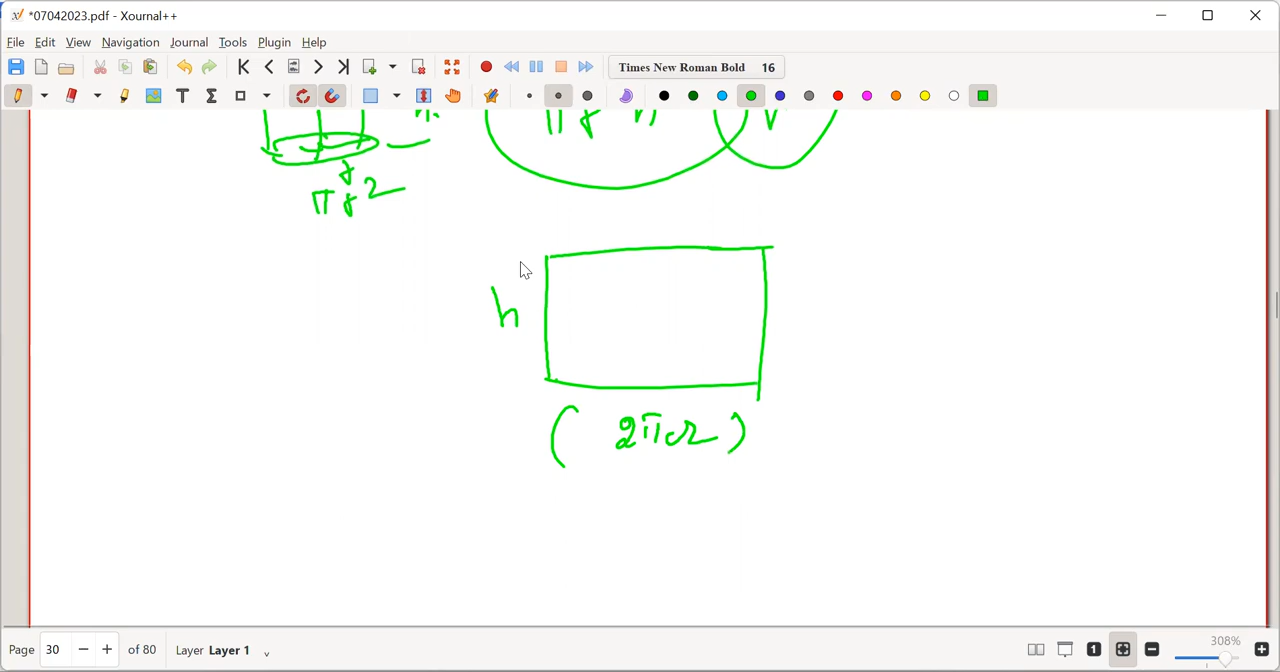 *07042023.pdf - Xournal++
File Edit View Navigation Journal Tools Plugin Help
Times New Roman Bold 16
π r h
r
π r²
h
( 2πr )
Page 30 of 80 Layer Layer 1 308%